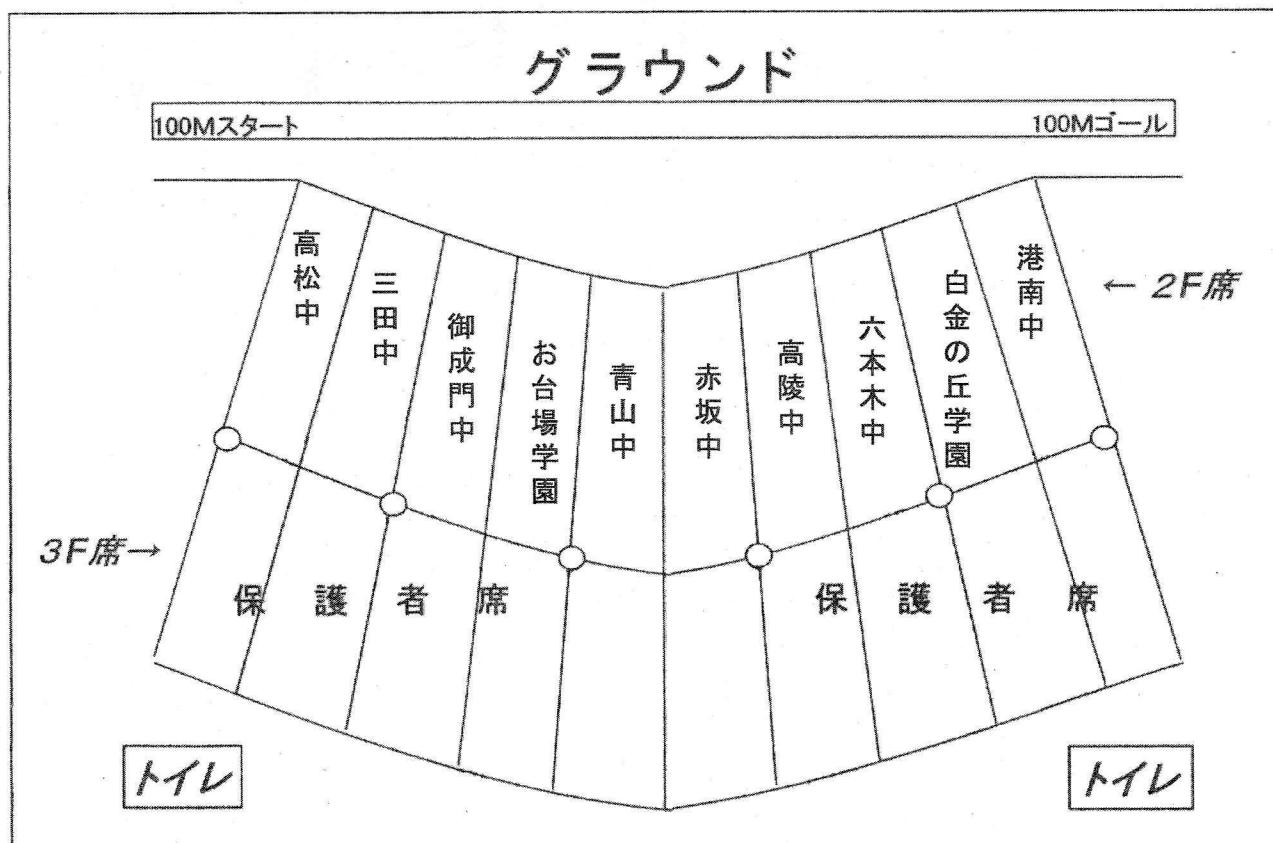 グラウンド
100Mスタート
100Mゴール
高松中
三田中
御成門中
お台場学園
青山中
赤坂中
高陵中
六本木中
白金の丘学園
港南中
← 2F席
3F席→
保護者席
保護者席
トイレ
トイレ